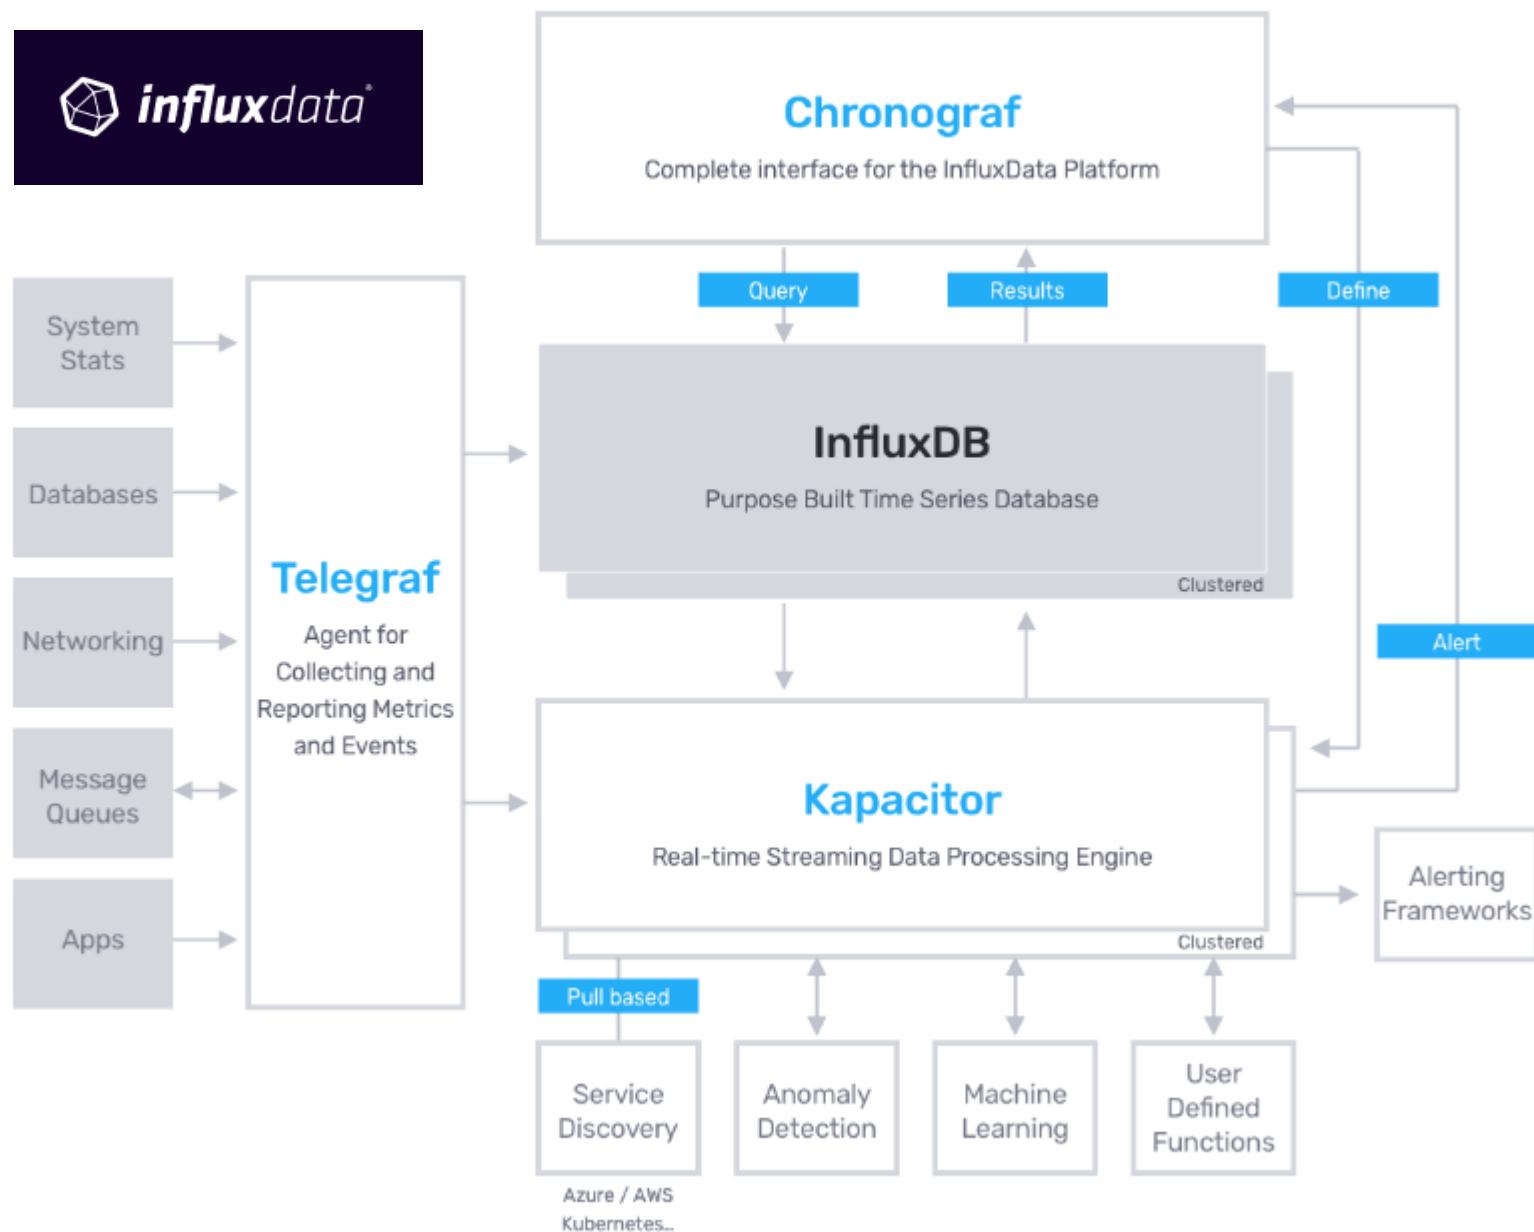 influxdata®
Chronograf
Complete interface for the InfluxData Platform
Query
Results
Define
System
Stats
Databases
Networking
Message
Queues
Apps
Telegraf
Agent for
Collecting and
Reporting Metrics
and Events
InfluxDB
Purpose Built Time Series Database
Clustered
Alert
Kapacitor
Real-time Streaming Data Processing Engine
Clustered
Alerting
Frameworks
Pull based
Service
Discovery
Azure / AWS
Kubernetes...
Anomaly
Detection
Machine
Learning
User
Defined
Functions